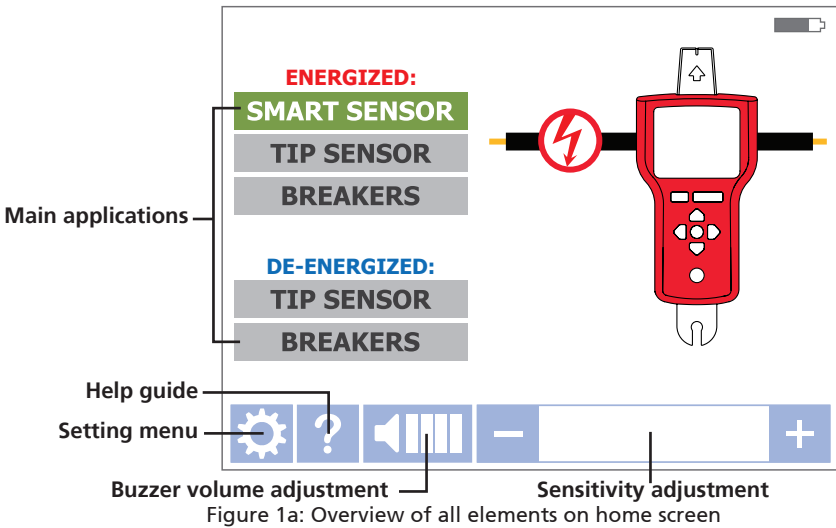 ENERGIZED:
SMART SENSOR
TIP SENSOR
BREAKERS
Main applications
DE-ENERGIZED:
TIP SENSOR
BREAKERS
Help guide
Setting menu
?
Buzzer volume adjustment
Sensitivity adjustment
Figure 1a: Overview of all elements on home screen